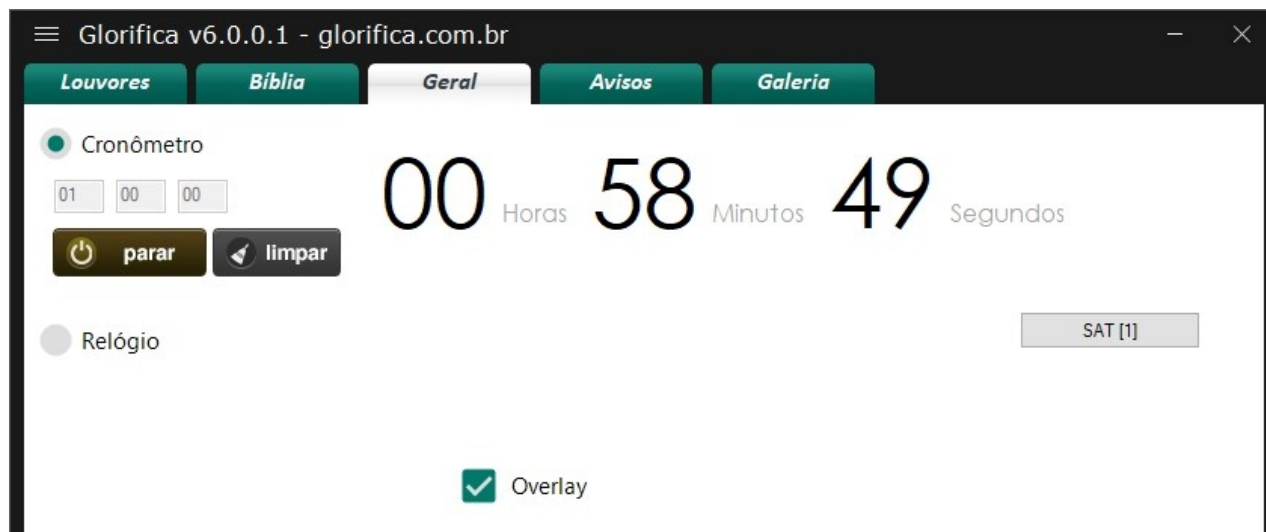 Glorifica v6.0.0.1 - glorifica.com.br
Louvores Bíblia Geral Avisos Galeria
Cronômetro
01 00 00
00 Horas 58 Minutos 49 Segundos
parar limpar
Relógio
SAT [1]
Overlay